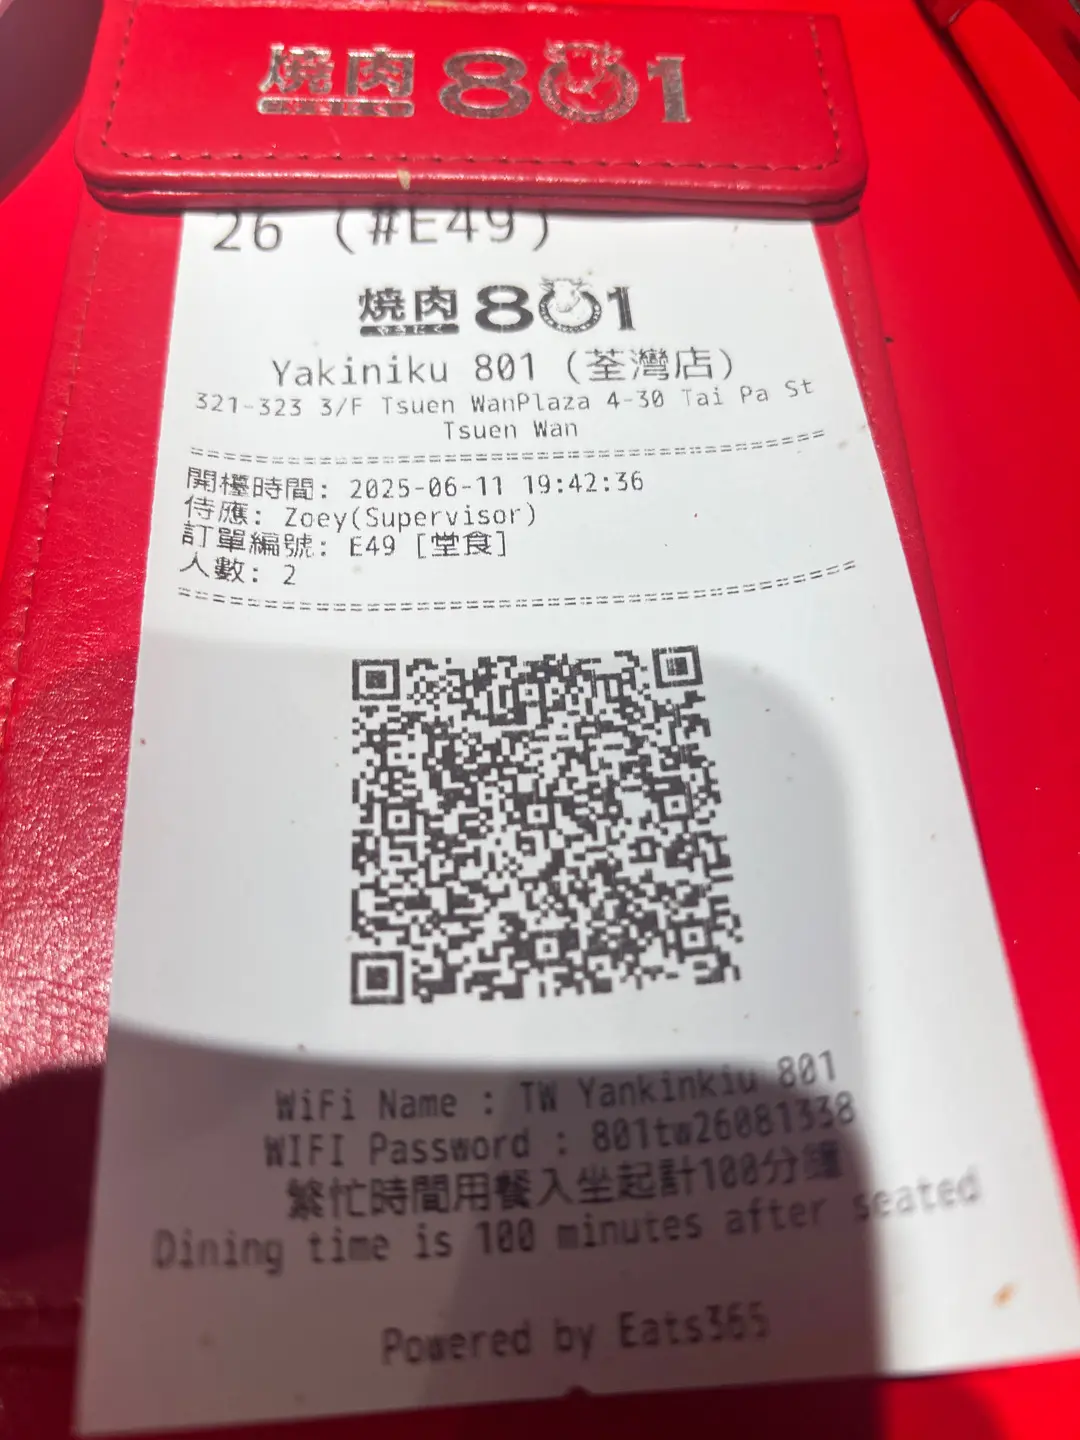 燒肉 801
26 (#E49)
燒肉 801
やきにく
Yakiniku 801 (荃灣店)
321-323 3/F Tsuen WanPlaza 4-30 Tai Pa St
Tsuen Wan
開檯時間: 2025-06-11 19:42:36
侍應: Zoey(Supervisor)
訂單編號: E49 [堂食]
人數: 2
WiFi Name : TW Yankinkiu 801
WIFI Password : 801tw26081338
繁忙時間用餐入坐起計100分鐘
Dining time is 100 minutes after seated
Powered by Eats365